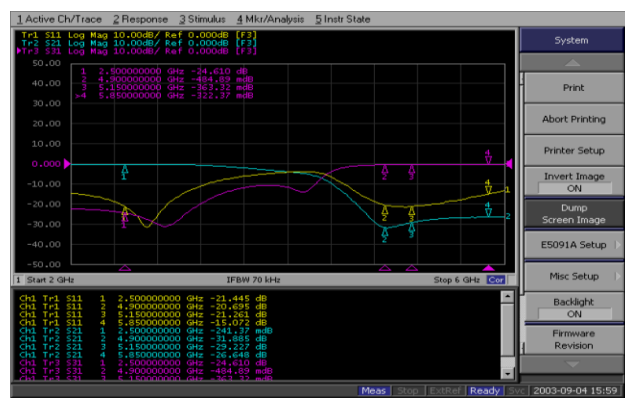 1 Active Ch/Trace 2 Response 3 Stimulus 4 Mkr/Analysis 5 Instr State
Tr1 S11 Log Mag 10.00dB/ Ref 0.000dB [F3]
Tr2 S21 Log Mag 10.00dB/ Ref 0.000dB [F3]
Tr3 S31 Log Mag 10.00dB/ Ref 0.000dB [F3]
50.00
1 2.500000000 GHz -24.610 dB
2 4.900000000 GHz -484.89 mdB
3 5.150000000 GHz -363.32 mdB
>4 5.850000000 GHz -322.37 mdB
40.00
30.00
20.00
10.00
0.000
-10.00
-20.00
-30.00
-40.00
-50.00
1 Start 2 GHz IFBW 70 kHz Stop 6 GHz Cor
Ch1 Tr1 S11 1 2.500000000 GHz -21.445 dB
Ch1 Tr1 S11 2 4.900000000 GHz -20.695 dB
Ch1 Tr1 S11 3 5.150000000 GHz -21.261 dB
Ch1 Tr1 S11 4 5.850000000 GHz -15.072 dB
Ch1 Tr2 S21 1 2.500000000 GHz -241.37 mdB
Ch1 Tr2 S21 2 4.900000000 GHz -31.885 dB
Ch1 Tr2 S21 3 5.150000000 GHz -29.227 dB
Ch1 Tr2 S21 4 5.850000000 GHz -26.648 dB
Ch1 Tr3 S31 1 2.500000000 GHz -24.610 dB
Ch1 Tr3 S31 2 4.900000000 GHz -484.89 mdB
Ch1 Tr3 S31 3 5.150000000 GHz -363.32 mdB
System
Print
Abort Printing
Printer Setup
Invert Image
ON
Dump
Screen Image
E5091A Setup
Misc Setup
Backlight
ON
Firmware
Revision
Meas Stop ExtRef Ready Svc 2003-09-04 15:59